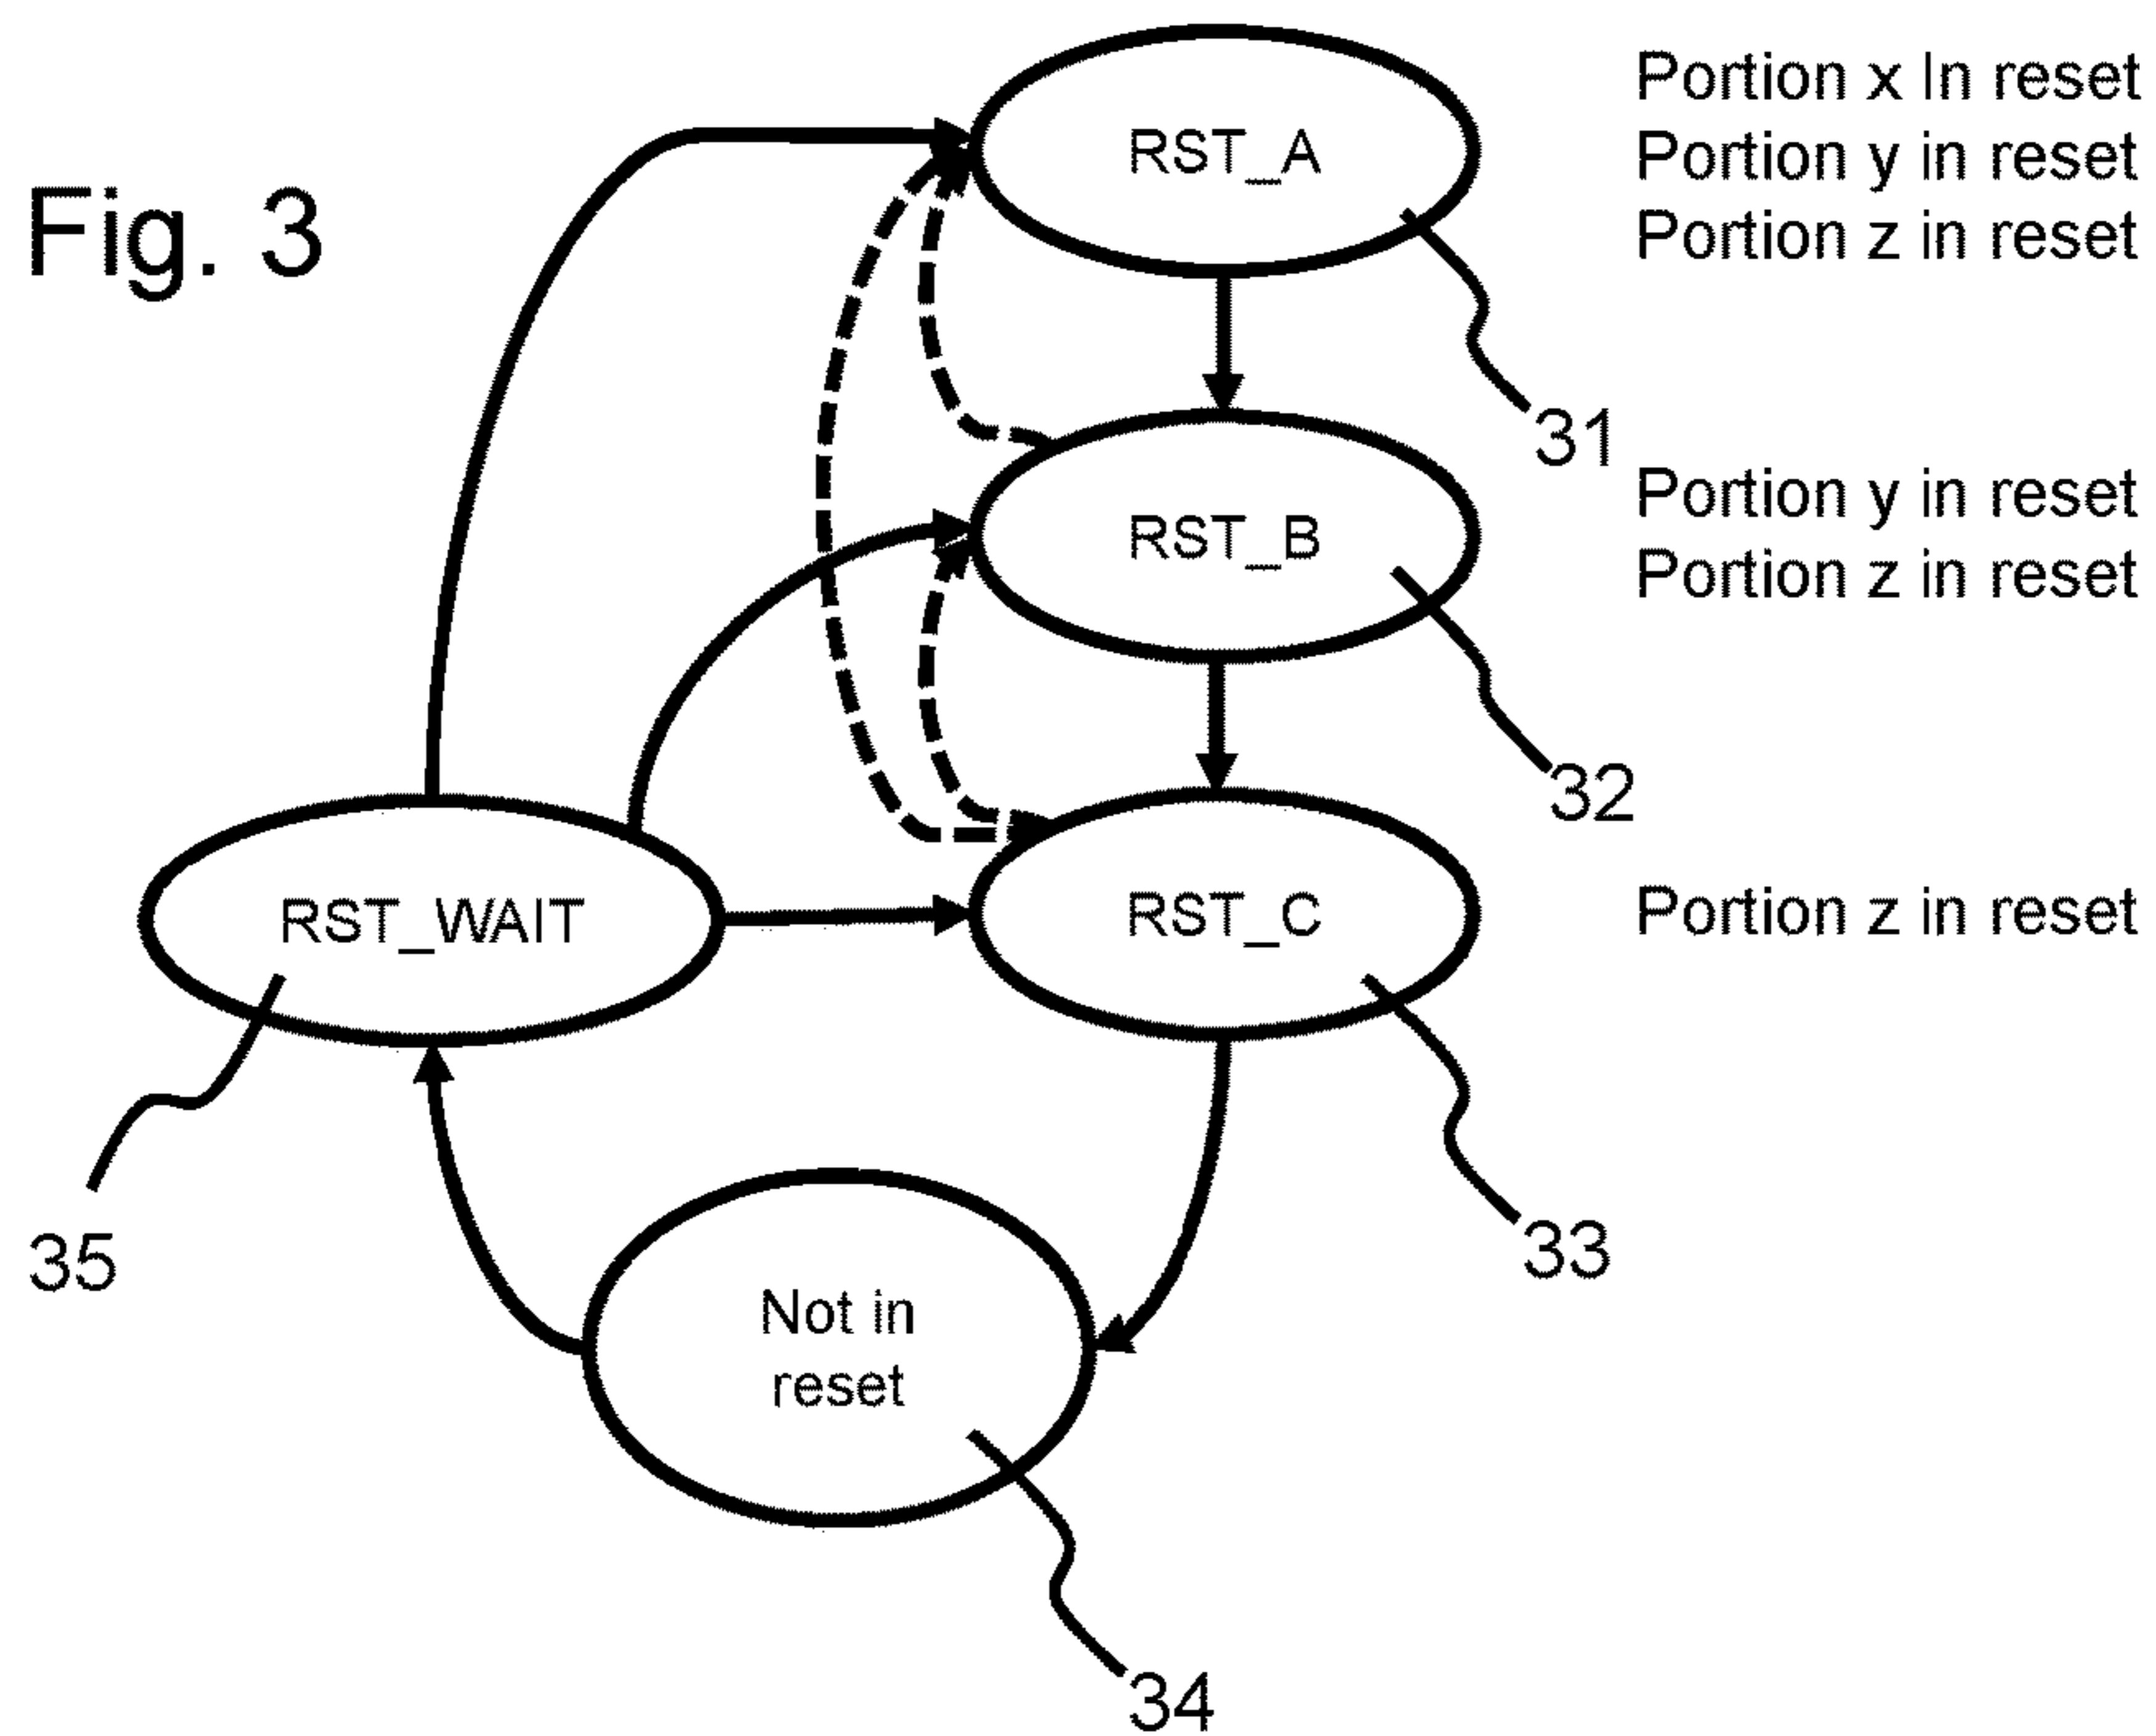 Fig. 3
RST_A
Portion x In reset
Portion y in reset
Portion z in reset
31
RST_B
Portion y in reset
Portion z in reset
32
RST_WAIT
RST_C
Portion z in reset
35
33
Not in
reset
34